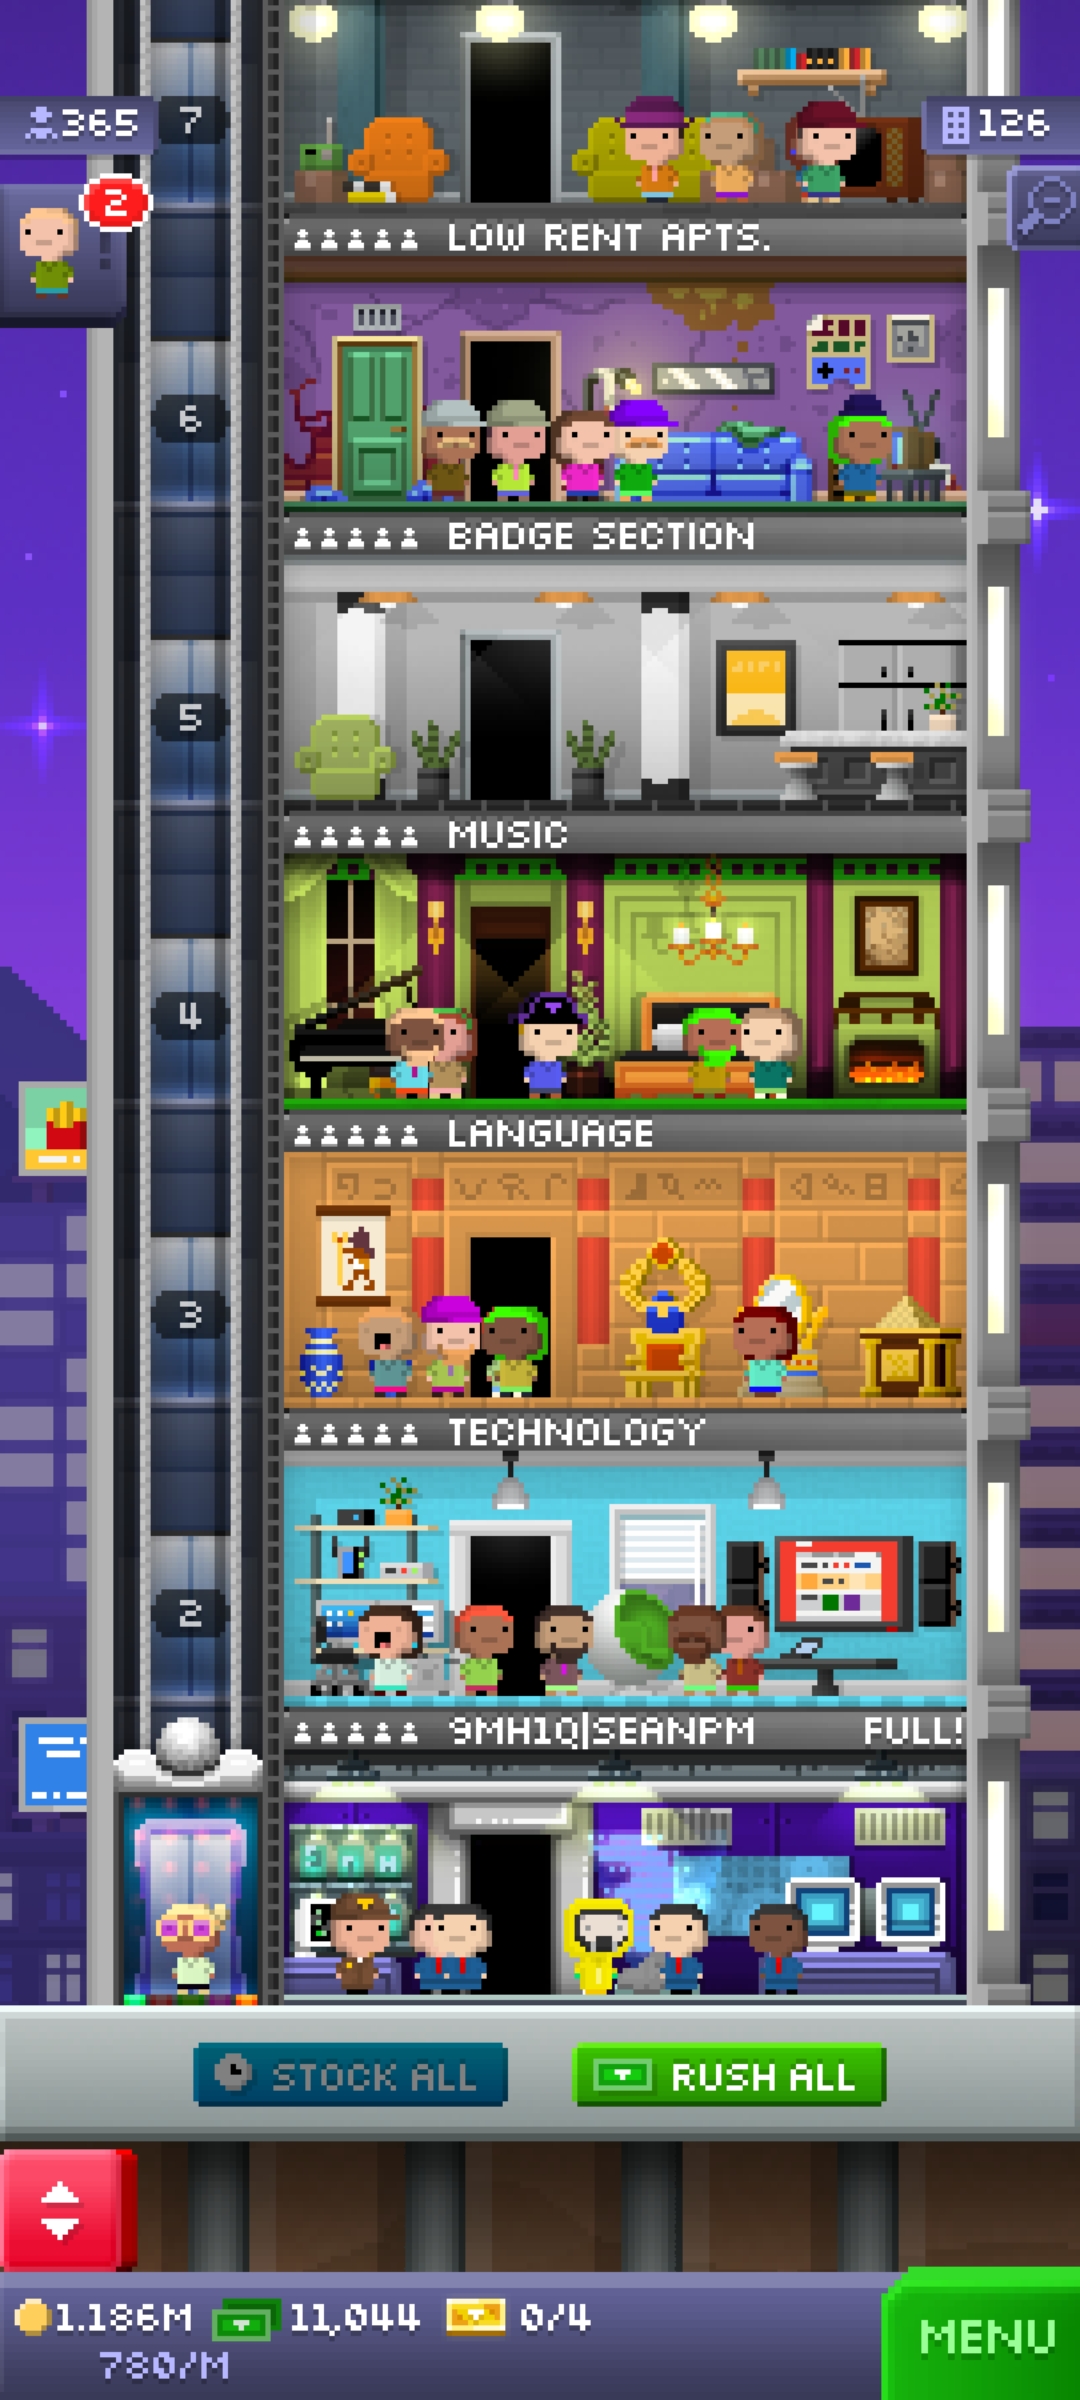 7
365
126
2
LOW RENT APTS.
6
BADGE SECTION
5
MUSIC
4
LANGUAGE
3
TECHNOLOGY
2
9MH1Q|SEANPM FULL!
STOCK ALL
RUSH ALL
1.186M 11,044 0/4
780/M
MENU